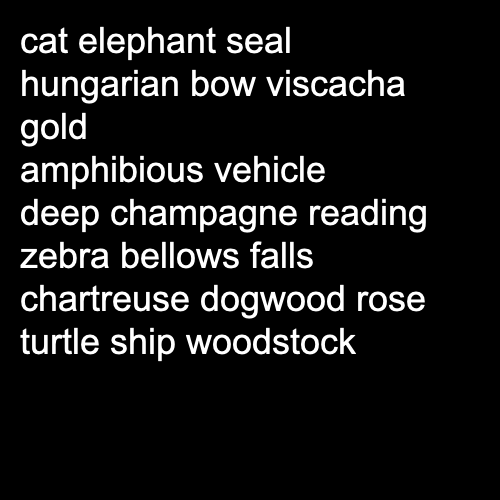 cat elephant seal
hungarian bow viscacha
gold
amphibious vehicle
deep champagne reading
zebra bellows falls
chartreuse dogwood rose
turtle ship woodstock